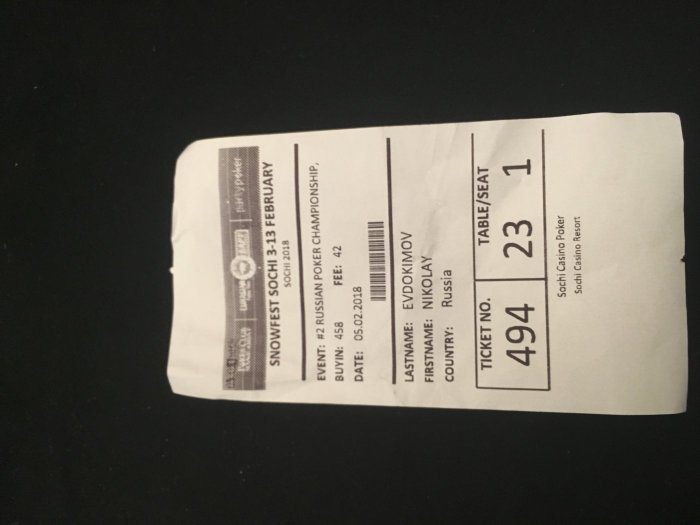 partypoker
SNOWFEST SOCHI 3-13 FEBRUARY
SOCHI 2018
EVENT: #2 RUSSIAN POKER CHAMPIONSHIP,
BUYIN: 458 FEE: 42
DATE: 05.02.2018
LASTNAME: EVDOKIMOV
FIRSTNAME: NIKOLAY
COUNTRY: Russia
TICKET NO. TABLE/SEAT
494 23 1
Sochi Casino Poker
Sochi Casino Resort